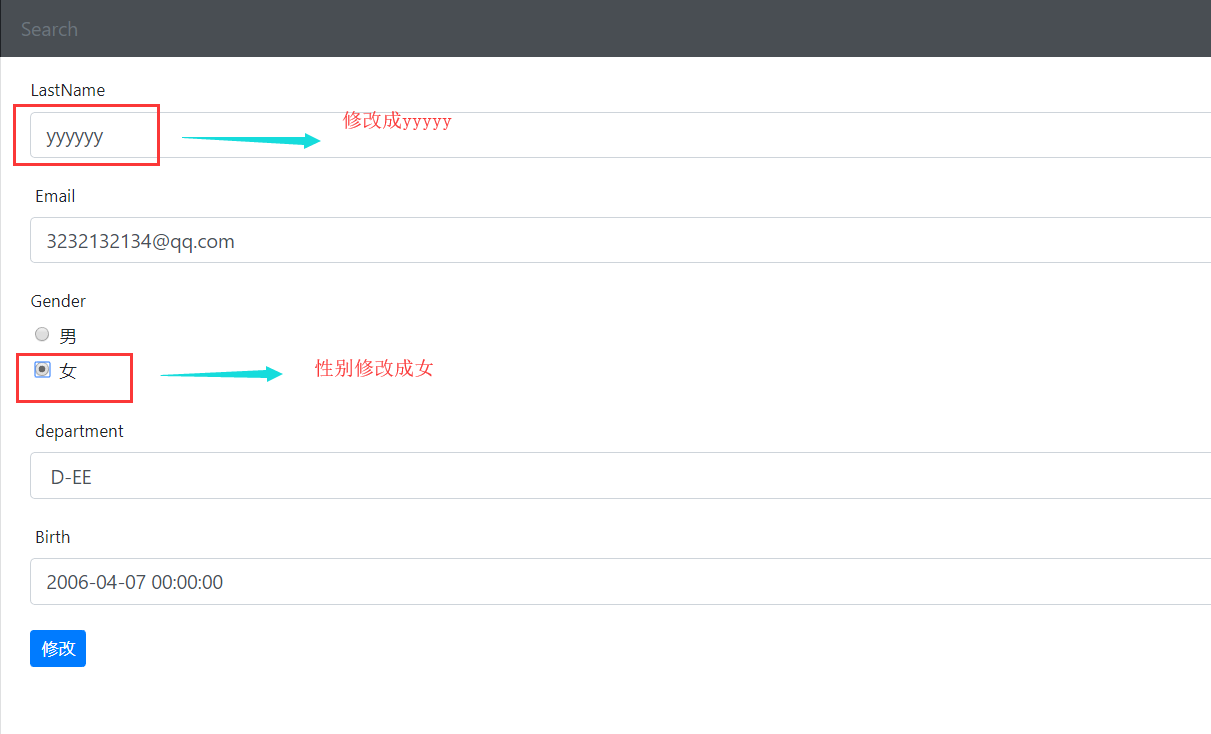 Search
LastName
yyyyyy
修改成yyyyy
Email
3232132134@qq.com
Gender
男
女
性别修改成女
department
D-EE
Birth
2006-04-07 00:00:00
修改